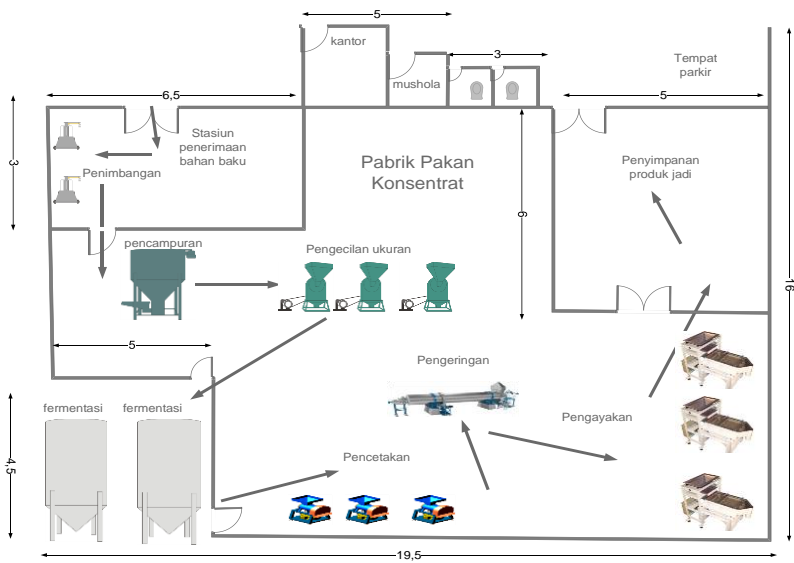 5
kantor
3
mushola
Tempat
parkir
6,5
5
Stasiun
penerimaan
bahan baku
Penimbangan
3
Pabrik Pakan
Konsentrat
Penyimpanan
produk jadi
6
pencampuran
Pengecilan ukuran
16
5
Pengeringan
fermentasi
fermentasi
Pengayakan
4,5
Pencetakan
19,5